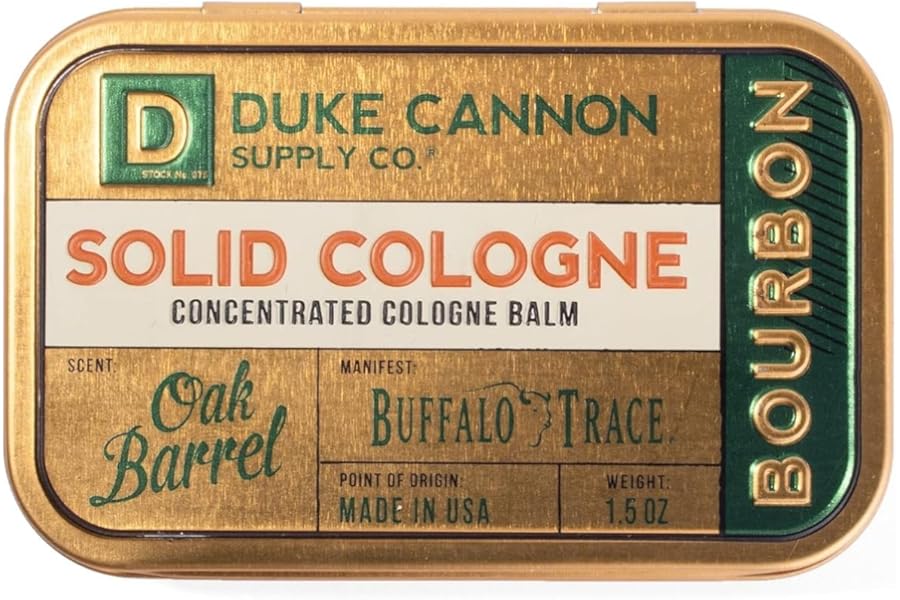 D
STOCK No. 075
DUKE CANNON
SUPPLY CO.®
SOLID COLOGNE
CONCENTRATED COLOGNE BALM
SCENT:
Oak
Barrel
MANIFEST:
BUFFALO TRACE
POINT OF ORIGIN:
MADE IN USA
WEIGHT:
1.5 OZ
BOURBON